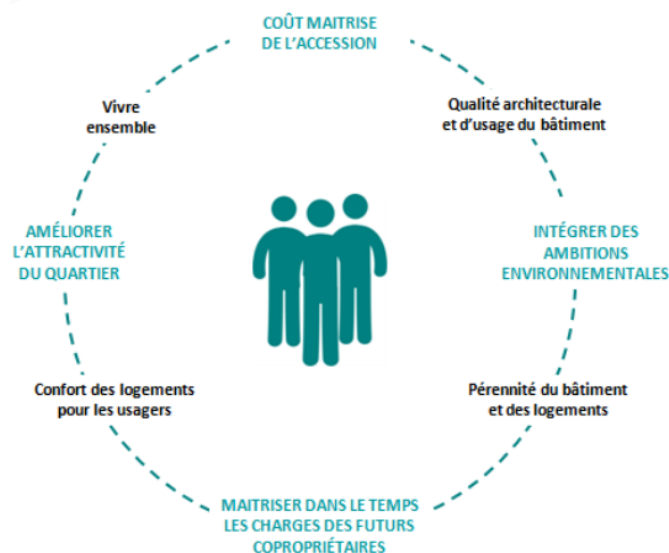 COÛT MAITRISE
DE L'ACCESSION
Vivre
ensemble
Qualité architecturale
et d'usage du bâtiment
AMÉLIORER
L'ATTRACTIVITÉ
DU QUARTIER
INTÉGRER DES
AMBITIONS
ENVIRONNEMENTALES
Confort des logements
pour les usagers
Pérennité du bâtiment
et des logements
MAITRISER DANS LE TEMPS
LES CHARGES DES FUTURS
COPROPRIÉTAIRES